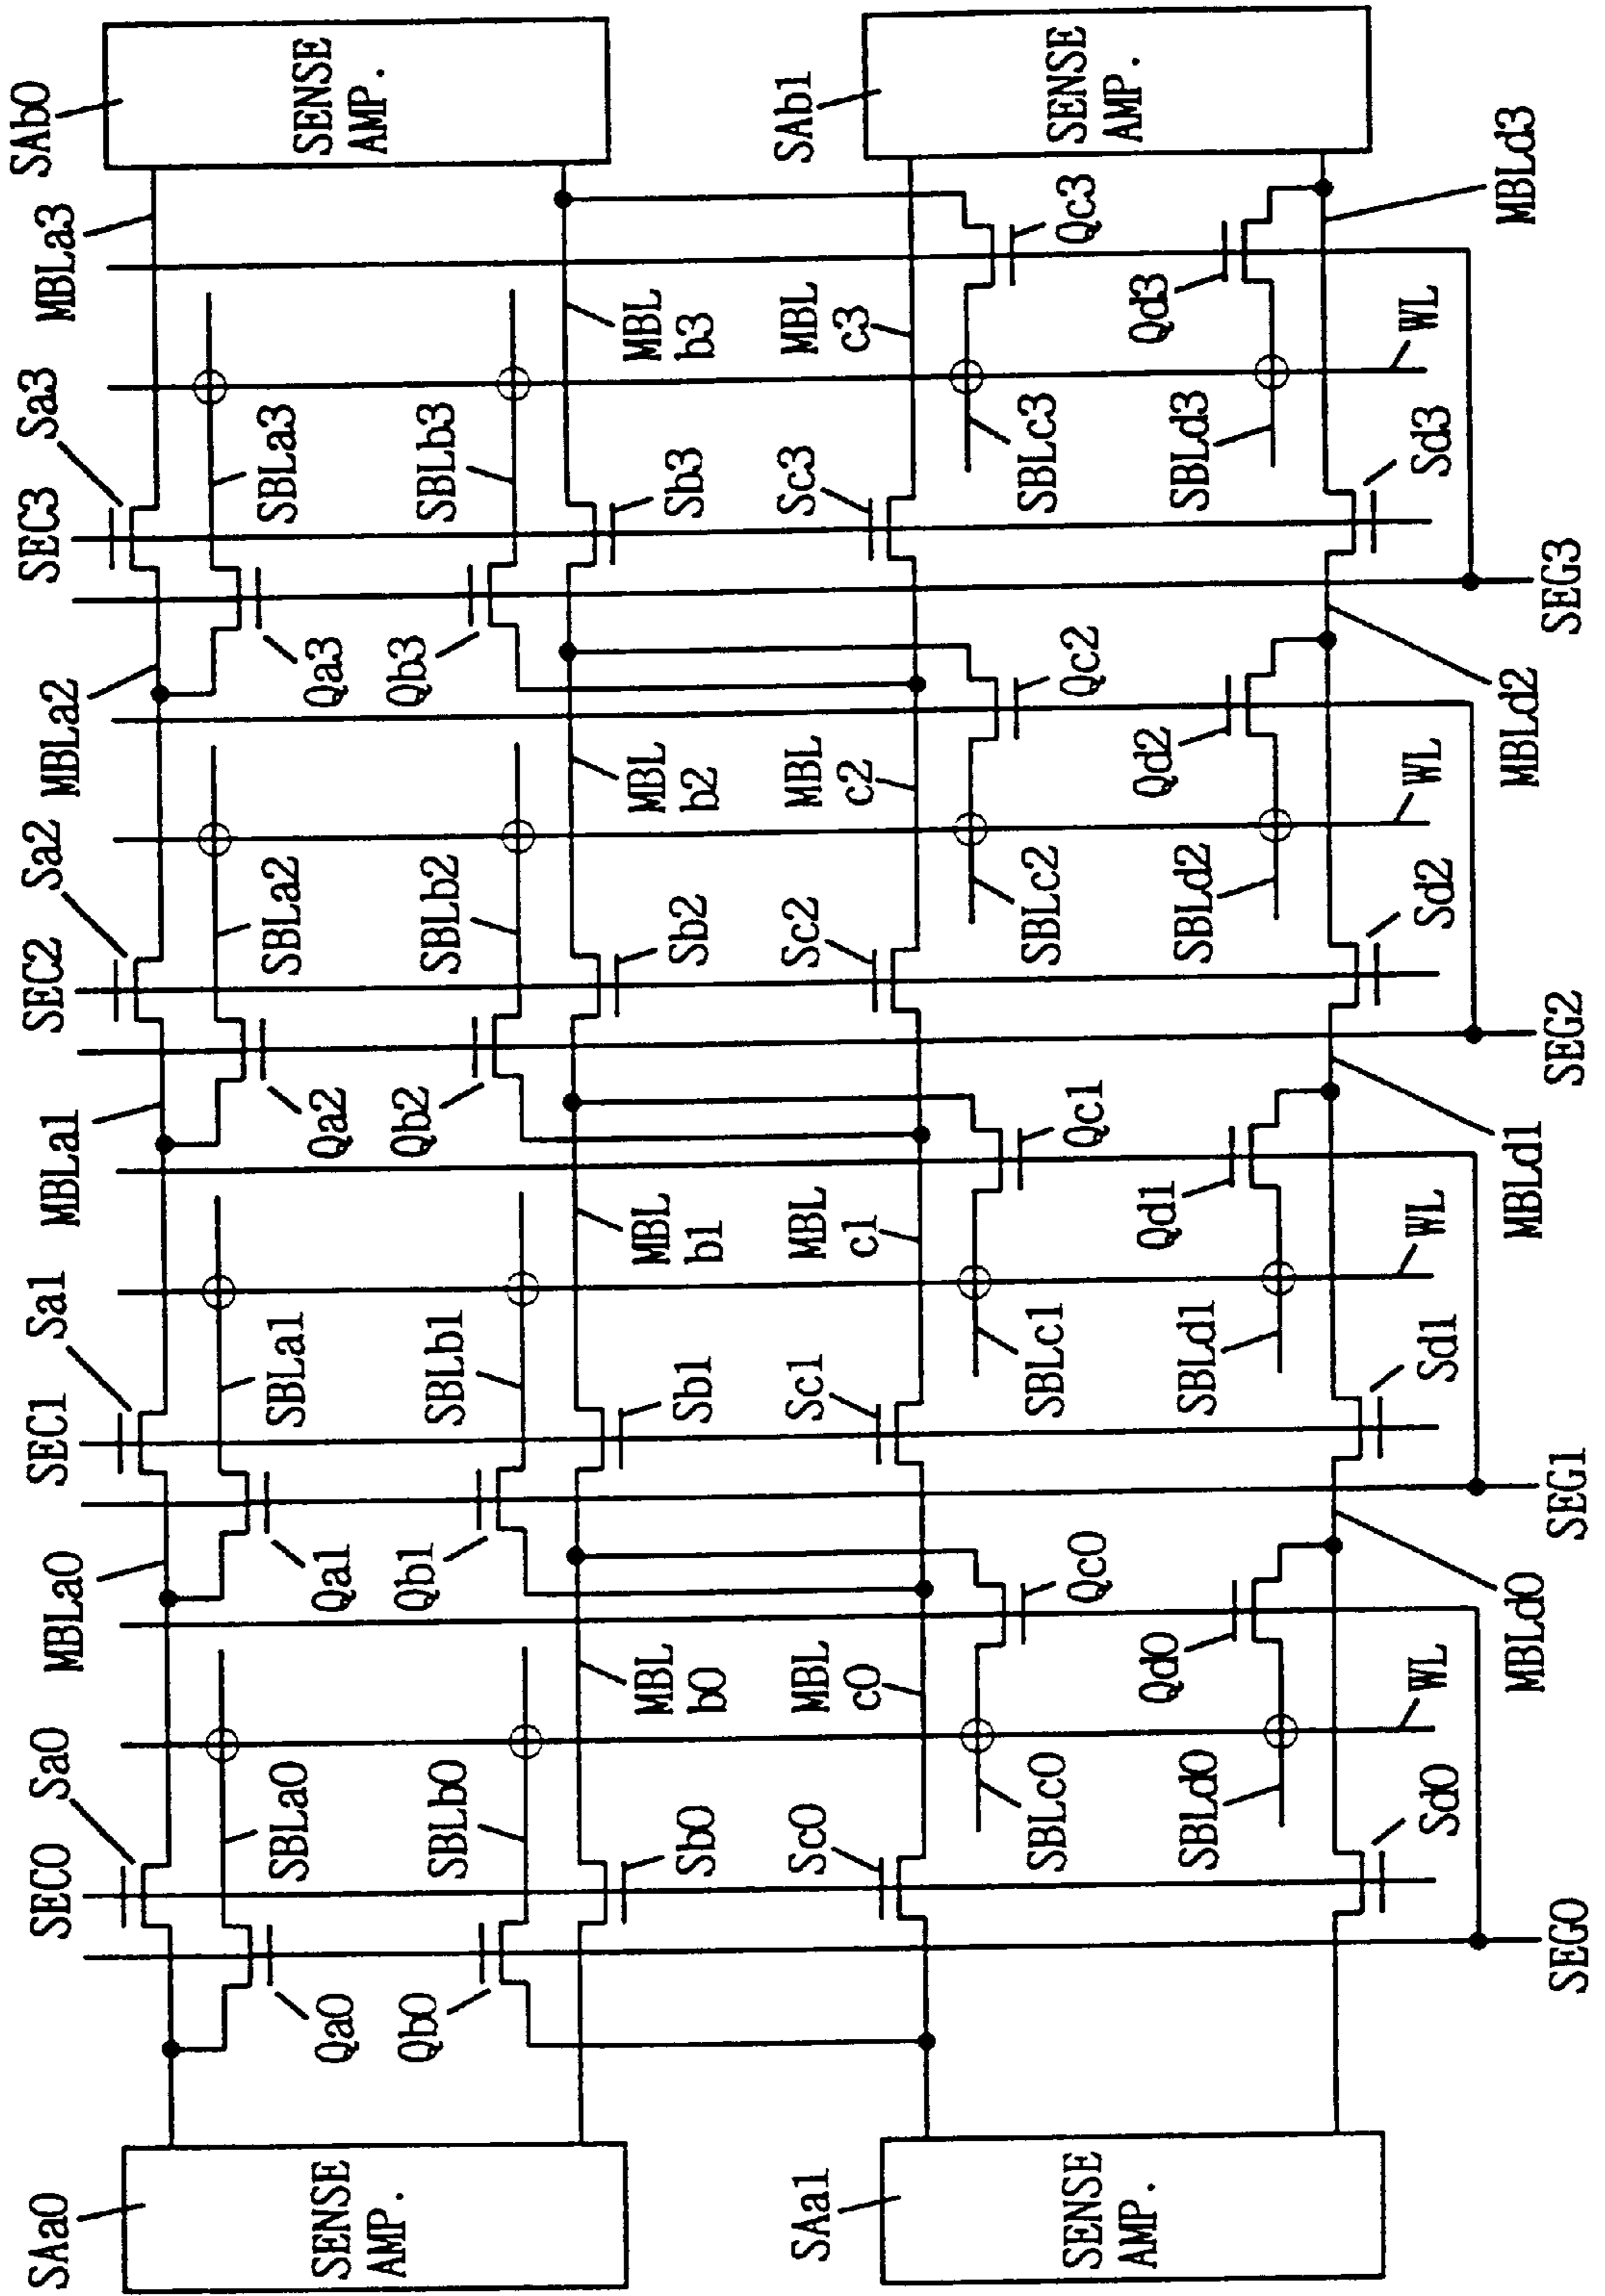 SAa0
SEC0
Sa0
MBLa0
SEC1
Sa1
MBLa1
SEC2
Sa2
MBLa2
SEC3
Sa3
MBLa3
SAb0
SENSE
AMP.
SBLa0
SBLa1
SBLa2
SBLa3
SENSE
AMP.
Qa0
Qa1
Qa2
Qa3
Qb0
SBLb0
Qb1
SBLb1
Qb2
SBLb2
Qb3
SBLb3
MBL
b0
MBL
b1
MBL
b2
MBL
b3
Sb0
Sb1
Sb2
Sb3
SAa1
Sc0
MBL
c0
Sc1
MBL
c1
Sc2
MBL
c2
Sc3
MBL
c3
SAb1
SENSE
AMP.
SBLc0
Qc0
SBLc1
Qc1
SBLc2
Qc2
SBLc3
Qc3
SENSE
AMP.
SBLd0
Qd0
SBLd1
Qd1
SBLd2
Qd2
SBLd3
Qd3
Sd0
WL
Sd1
WL
Sd2
WL
Sd3
WL
MBLd0
MBLd1
MBLd2
MBLd3
SEG0
SEG1
SEG2
SEG3